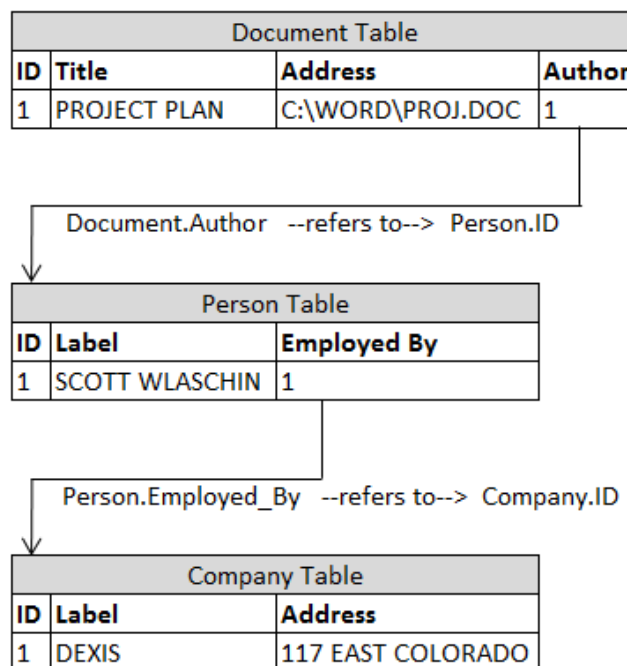 Document Table
ID Title Address Author
1 PROJECT PLAN C:\WORD\PROJ.DOC 1
Document.Author --refers to--> Person.ID
Person Table
ID Label Employed By
1 SCOTT WLASCHIN 1
Person.Employed_By --refers to--> Company.ID
Company Table
ID Label Address
1 DEXIS 117 EAST COLORADO